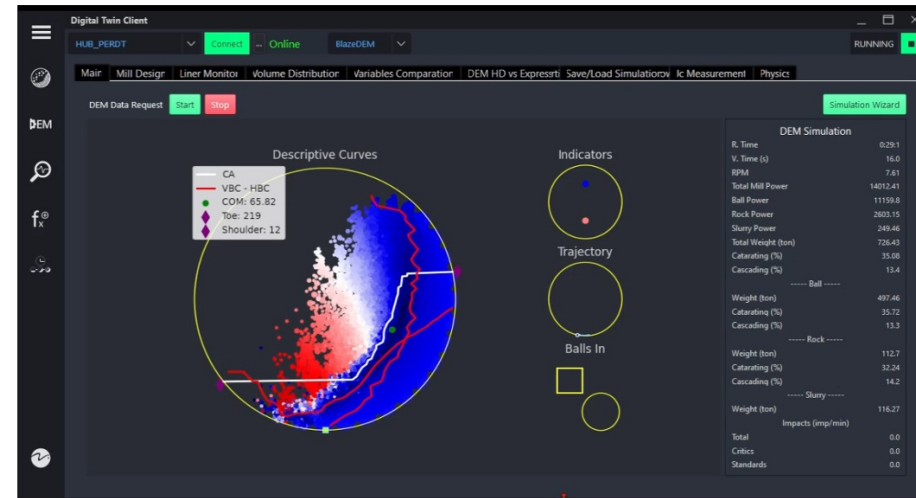 Digital Twin Client
HUB_PERDT Connect ... Online BlazeDEM RUNNING
Main Mill Design Liner Monitor Volume Distribution Variables Comparation DEM HD vs Expressti Save/Load Simulation Ic Measurement Physics
DEM Data Request Start Stop Simulation Wizard
DEM
fx
Descriptive Curves
CA
VBC - HBC
COM: 65.82
Toe: 219
Shoulder: 12
Indicators
Trajectory
Balls In
DEM Simulation
R. Time 0:29:1
V. Time (s) 16.0
RPM 7.61
Total Mill Power 14012.41
Ball Power 11159.8
Rock Power 2603.15
Slurry Power 249.46
Total Weight (ton) 726.43
Catarating (%) 35.08
Cascading (%) 13.4
----- Ball -----
Weight (ton) 497.46
Catarating (%) 35.72
Cascading (%) 13.3
----- Rock -----
Weight (ton) 112.7
Catarating (%) 32.24
Cascading (%) 14.2
----- Slurry -----
Weight (ton) 116.27
Impacts (imp/min)
Total 0.0
Critics 0.0
Standards 0.0